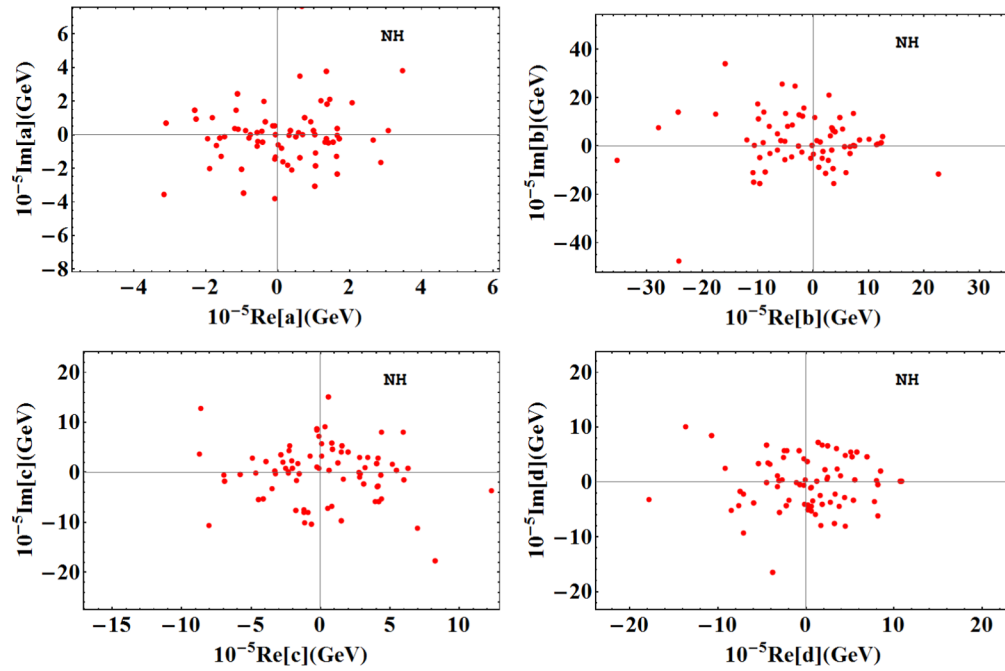 NH
10⁻⁵Im[a](GeV)
6
4
2
0
−2
−4
−6
−8
−4 −2 0 2 4 6
10⁻⁵Re[a](GeV)
NH
10⁻⁵Im[b](GeV)
40
20
0
−20
−40
−30 −20 −10 0 10 20 30
10⁻⁵Re[b](GeV)
NH
10⁻⁵Im[c](GeV)
20
10
0
−10
−20
−15 −10 −5 0 5 10
10⁻⁵Re[c](GeV)
NH
10⁻⁵Im[d](GeV)
20
10
0
−10
−20
−20 −10 0 10 20
10⁻⁵Re[d](GeV)